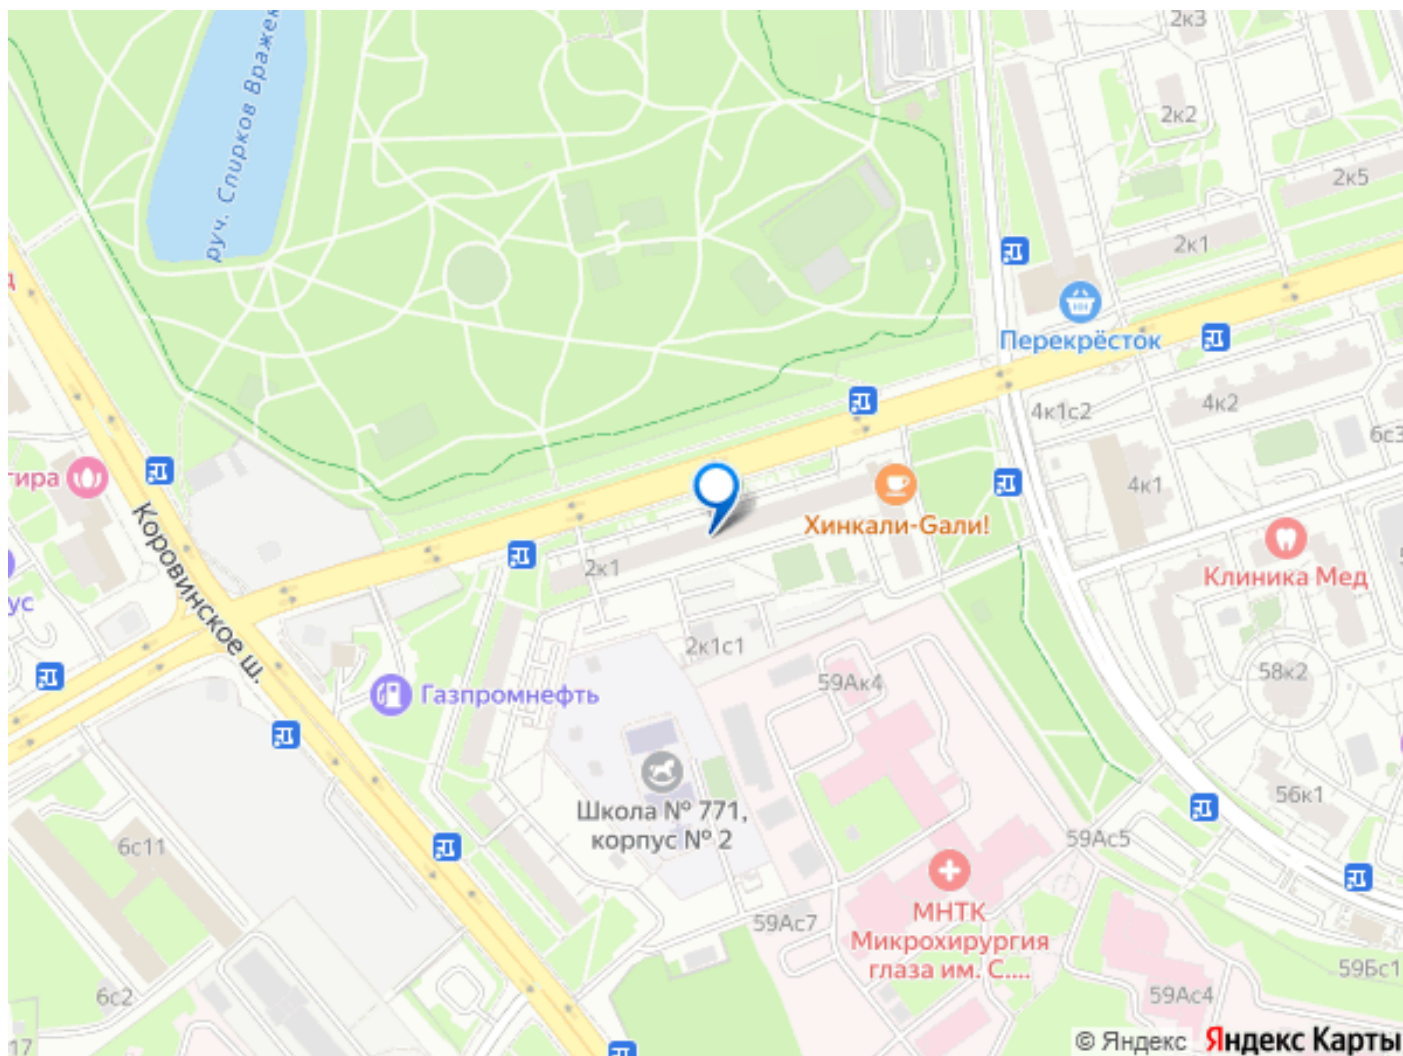 руч. Спирков Вражек
2к3
2к2
2к5
2к1
Перекрёсток
4к1с2
4к2
6с3
4к1
Коровинское ш.
Хинкали-Gали!
2к1
Клиника Мед
2к1с1
59Ак4
58к2
Газпромнефть
Школа № 771,
корпус № 2
56к1
6с11
59Ас5
59Ас7
МНТК
Микрохирургия
глаза им. С....
59Бс1
6с2
59Ас4
17
© Яндекс Яндекс Карты